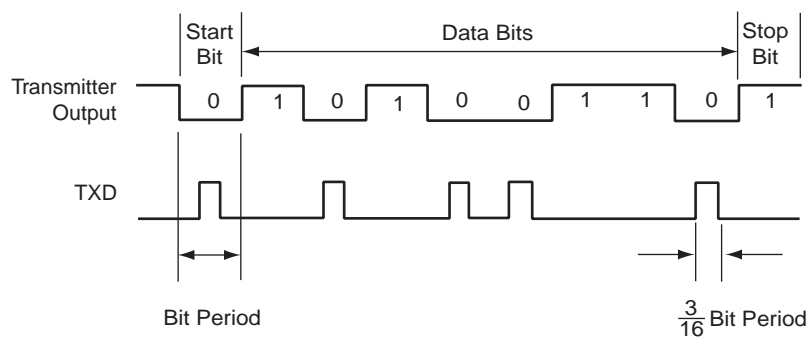 Start Bit
Data Bits
Stop Bit
Transmitter Output
0 1 0 1 0 0 1 1 0 1
TXD
Bit Period
3/16 Bit Period